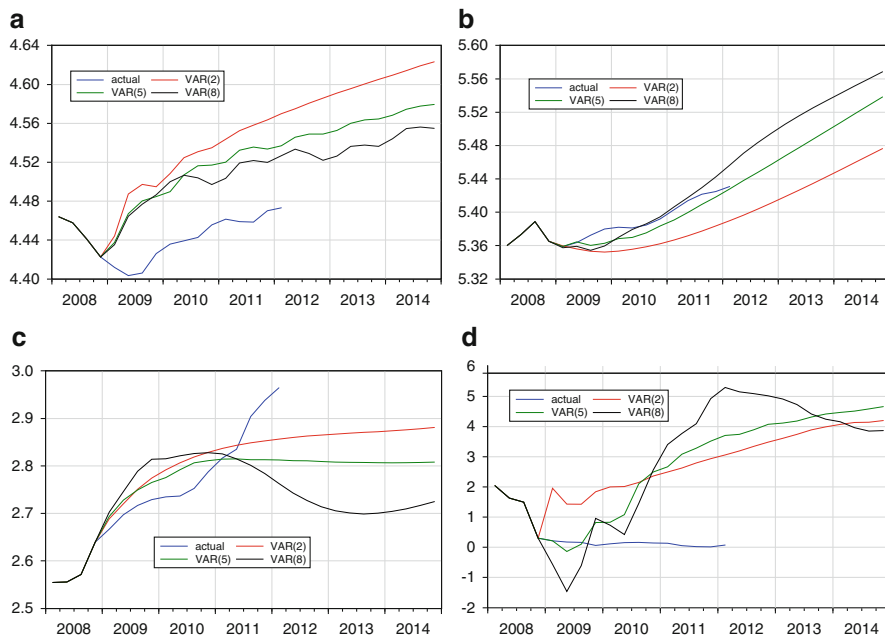 a
4.64
4.60
4.56
4.52
4.48
4.44
4.40
actual VAR(2)
VAR(5) VAR(8)
2008 2009 2010 2011 2012 2013 2014
b
5.60
5.56
5.52
5.48
5.44
5.40
5.36
5.32
actual VAR(2)
VAR(5) VAR(8)
2008 2009 2010 2011 2012 2013 2014
c
3.0
2.9
2.8
2.7
2.6
2.5
actual VAR(2)
VAR(5) VAR(8)
2008 2009 2010 2011 2012 2013 2014
d
6
5
4
3
2
1
0
-1
-2
actual VAR(2)
VAR(5) VAR(8)
2008 2009 2010 2011 2012 2013 2014